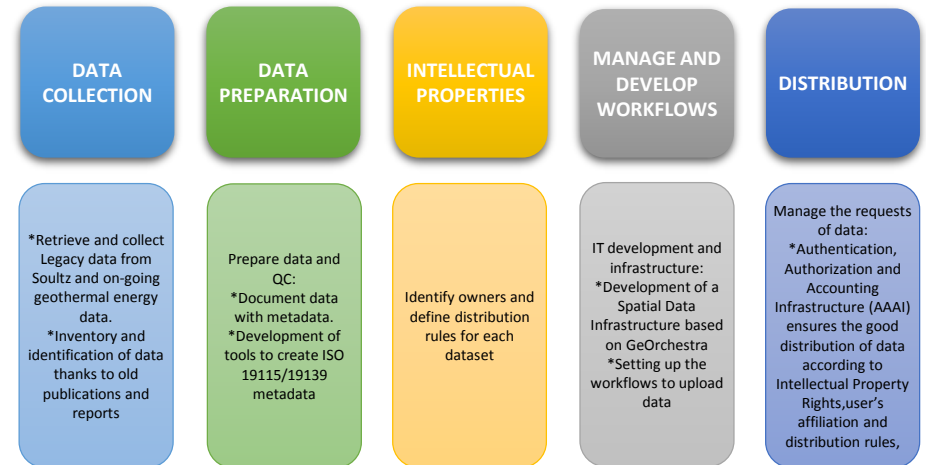 DATA
COLLECTION
DATA
PREPARATION
INTELLECTUAL
PROPERTIES
MANAGE AND
DEVELOP
WORKFLOWS
DISTRIBUTION
*Retrieve and collect
Legacy data from
Soultz and on-going
geothermal energy
data.
*Inventory and
identification of data
thanks to old
publications and
reports
Prepare data and
QC:
*Document data
with metadata.
*Development of
tools to create ISO
19115/19139
metadata
Identify owners and
define distribution
rules for each
dataset
IT development and
infrastructure:
*Development of a
Spatial Data
Infrastructure based
on GeOrchestra
*Setting up the
workflows to upload
data
Manage the requests
of data:
*Authentication,
Authorization and
Accounting
Infrastructure (AAAI)
ensures the good
distribution of data
according to
Intellectual Property
Rights,user's
affiliation and
distribution rules,